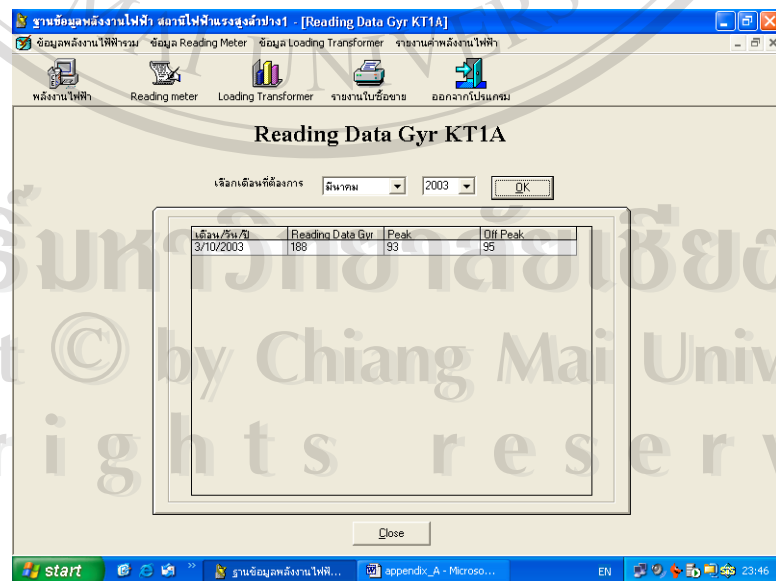 ฐานข้อมูลพลังงานไฟฟ้า สถานีไฟฟ้าแรงสูงลำปาง1 - [Reading Data Gyr KT1A]
ข้อมูลพลังงานไฟฟ้ารวม ข้อมูล Reading Meter ข้อมูล Loading Transformer รายงานค่าพลังงานไฟฟ้า
พลังงานไฟฟ้า Reading meter Loading Transformer รายงานใบซื้อขาย ออกจากโปรแกรม
Reading Data Gyr KT1A
เลือกเดือนที่ต้องการ มีนาคม 2003 OK
เดือน/วัน/ปี Reading Data Gyr Peak Off Peak
3/10/2003 188 93 95
Close
t © by Chiang Mai Univ
rights reserv
start ฐานข้อมูลพลังงานไฟฟ้... appendix_A - Microso... EN 23:46